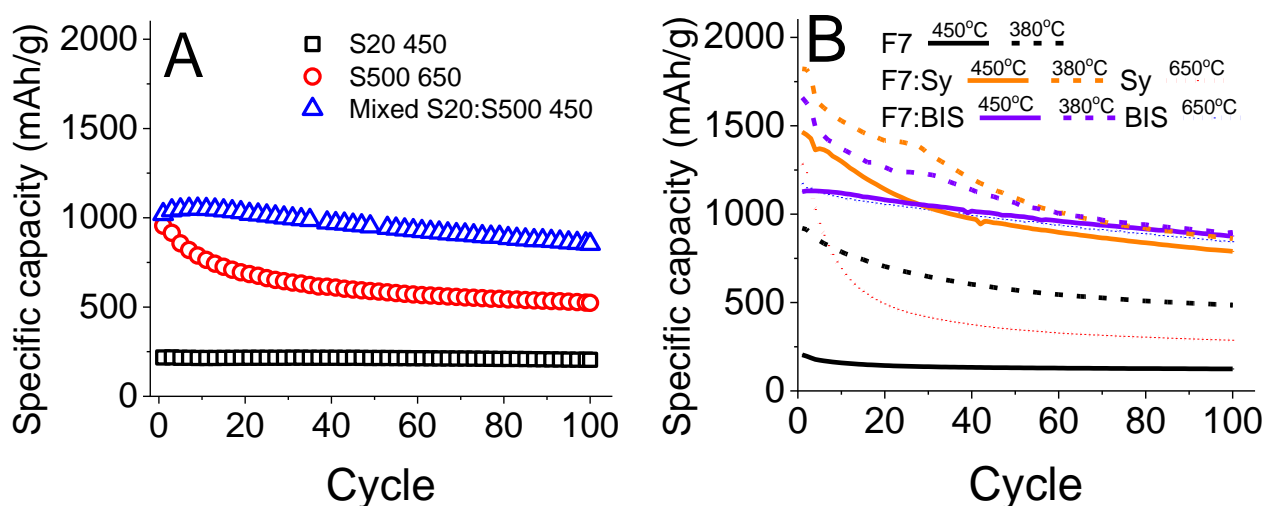 A
Specific capacity (mAh/g)
2000
1500
1000
500
0
S20 450
S500 650
Mixed S20:S500 450
0 20 40 60 80 100
Cycle
B
Specific capacity (mAh/g)
2000
1500
1000
500
0
F7 450°C 380°C
F7:Sy 450°C 380°C Sy 650°C
F7:BIS 450°C 380°C BIS 650°C
0 20 40 60 80 100
Cycle